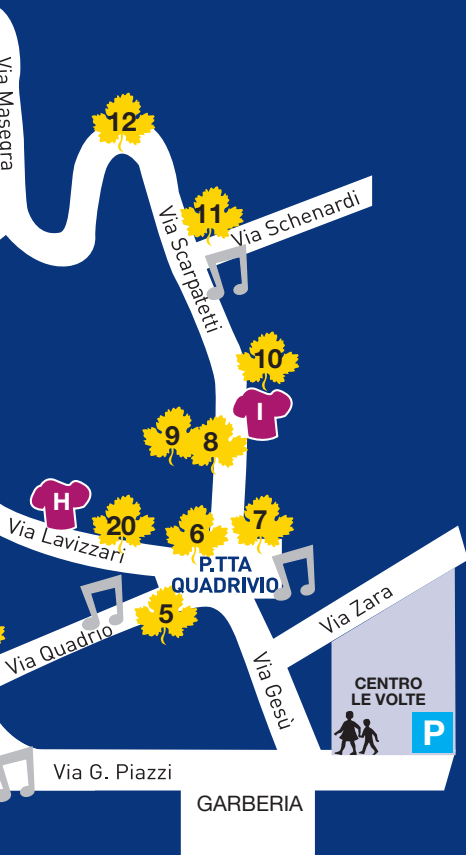 Via Masegra
12
11
Via Schenardi
Via Scarpatetti
10
I
9
8
H
20
6
7
Via Lavizzari
P.TTA
QUADRIVIO
5
Via Quadrio
Via Zara
Via Gesù
CENTRO
LE VOLTE
P
Via G. Piazzi
GARBERIA